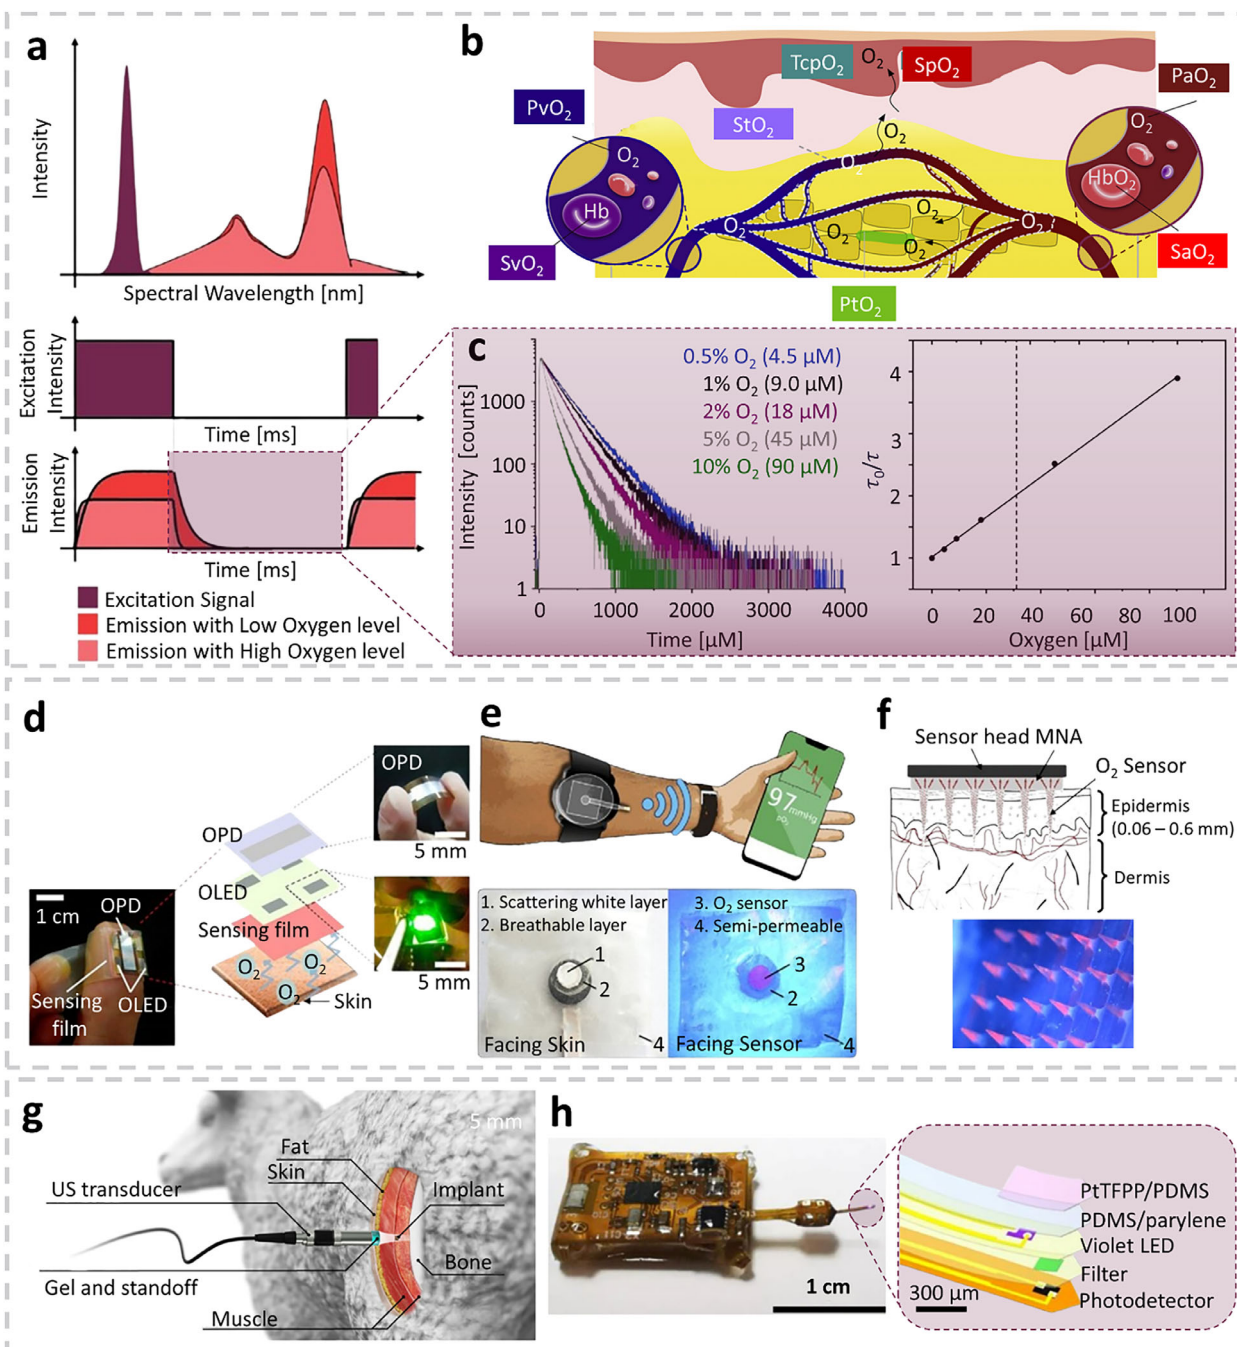 a
Intensity
Spectral Wavelength [nm]
Excitation
Intensity
Time [ms]
Emission
Intensity
Time [ms]
Excitation Signal
Emission with Low Oxygen level
Emission with High Oxygen level
b
TcpO₂
O₂
SpO₂
PaO₂
PvO₂
StO₂
O₂
O₂
O₂
O₂
Hb
HbO₂
O₂
O₂
O₂
O₂
O₂
SvO₂
SaO₂
PtO₂
c
Intensity [counts]
1000
100
10
1
0
1000
2000
3000
4000
Time [µM]
0.5% O₂ (4.5 µM)
1% O₂ (9.0 µM)
2% O₂ (18 µM)
5% O₂ (45 µM)
10% O₂ (90 µM)
τ₀/τ
4
3
2
1
0
20
40
60
80
100
Oxygen [µM]
d
OPD
5 mm
OPD
OLED
1 cm
OPD
Sensing film
5 mm
O₂
O₂
O₂
Skin
Sensing
film
OLED
e
97mmHg
pO₂
1. Scattering white layer
2. Breathable layer
1
2
Facing Skin
4
3. O₂ sensor
4. Semi-permeable
3
2
Facing Sensor
4
f
Sensor head MNA
O₂ Sensor
Epidermis
(0.06 – 0.6 mm)
Dermis
g
5 mm
Fat
Skin
US transducer
Implant
Gel and standoff
Bone
Muscle
h
1 cm
PtTFPP/PDMS
PDMS/parylene
Violet LED
Filter
Photodetector
300 µm